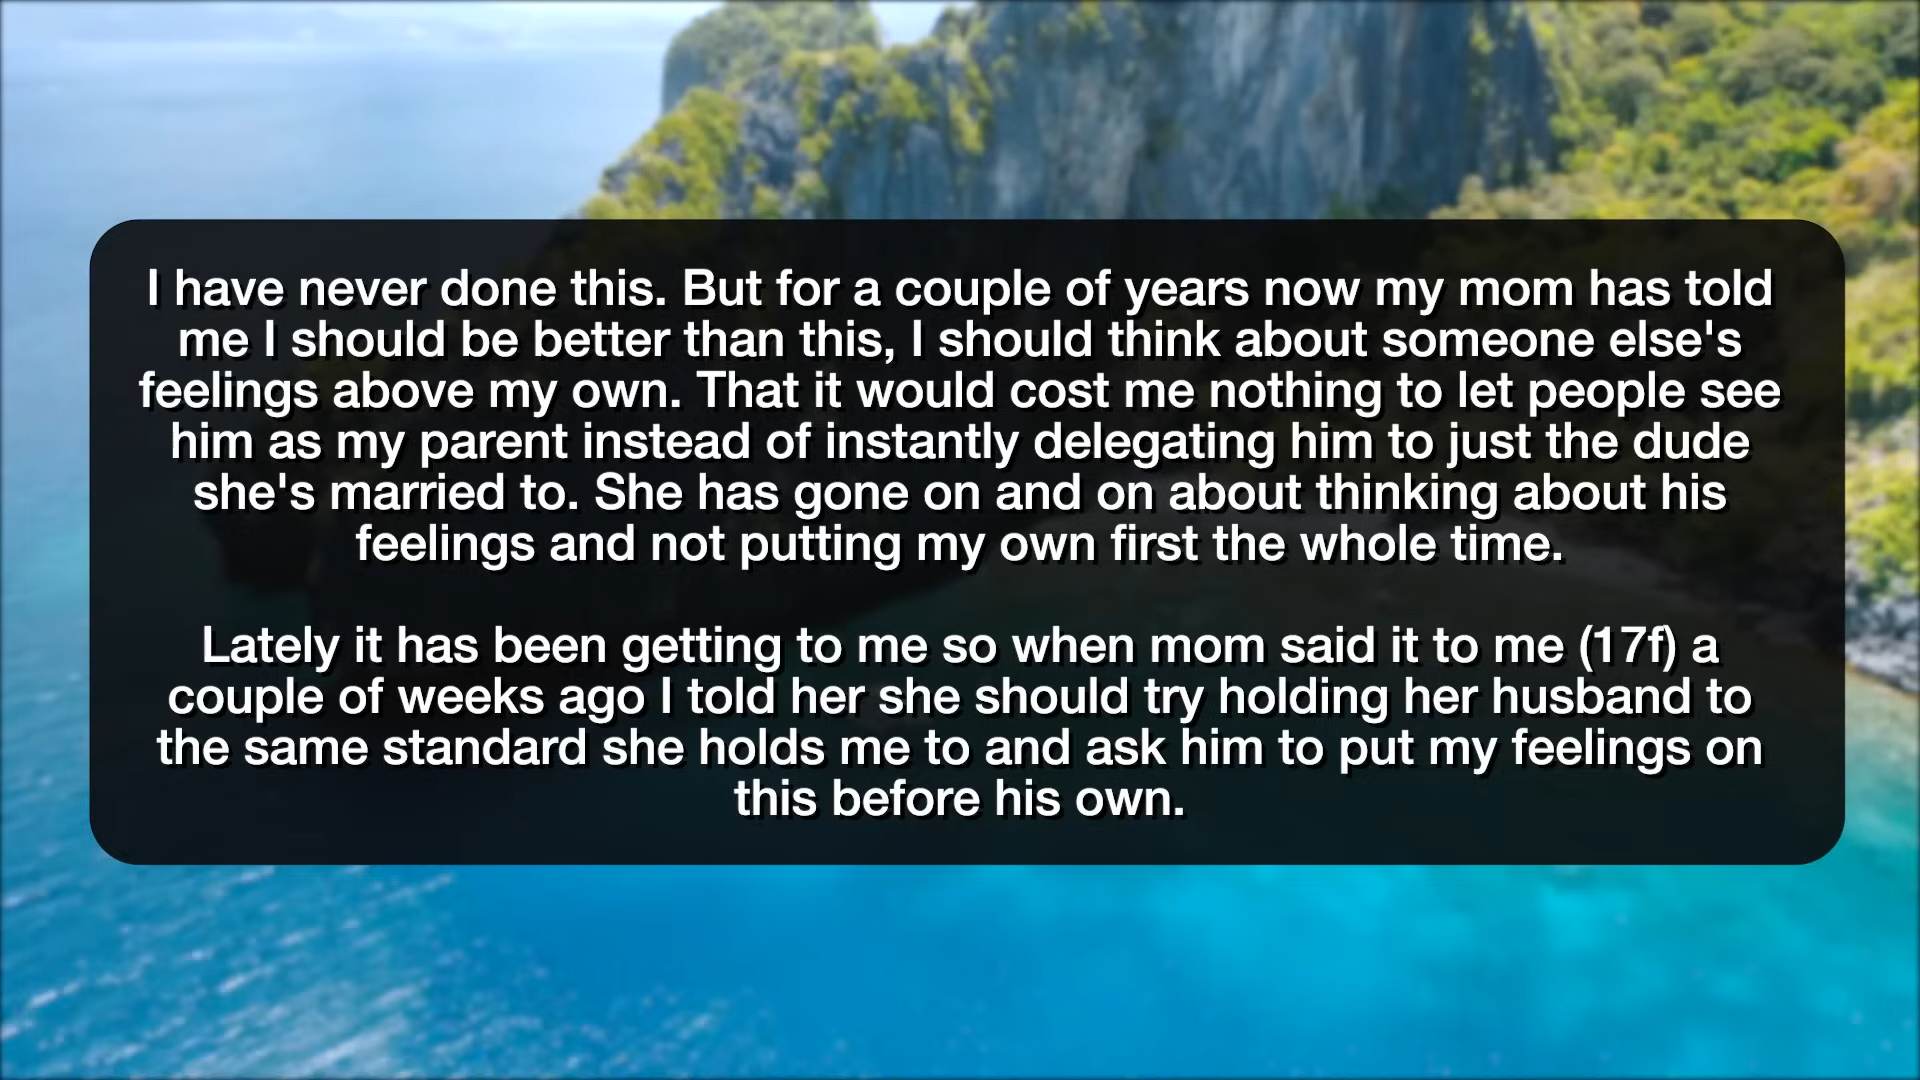 I have never done this. But for a couple of years now my mom has told
me I should be better than this, I should think about someone else's
feelings above my own. That it would cost me nothing to let people see
him as my parent instead of instantly delegating him to just the dude
she's married to. She has gone on and on about thinking about his
feelings and not putting my own first the whole time.
Lately it has been getting to me so when mom said it to me (17f) a
couple of weeks ago I told her she should try holding her husband to
the same standard she holds me to and ask him to put my feelings on
this before his own.